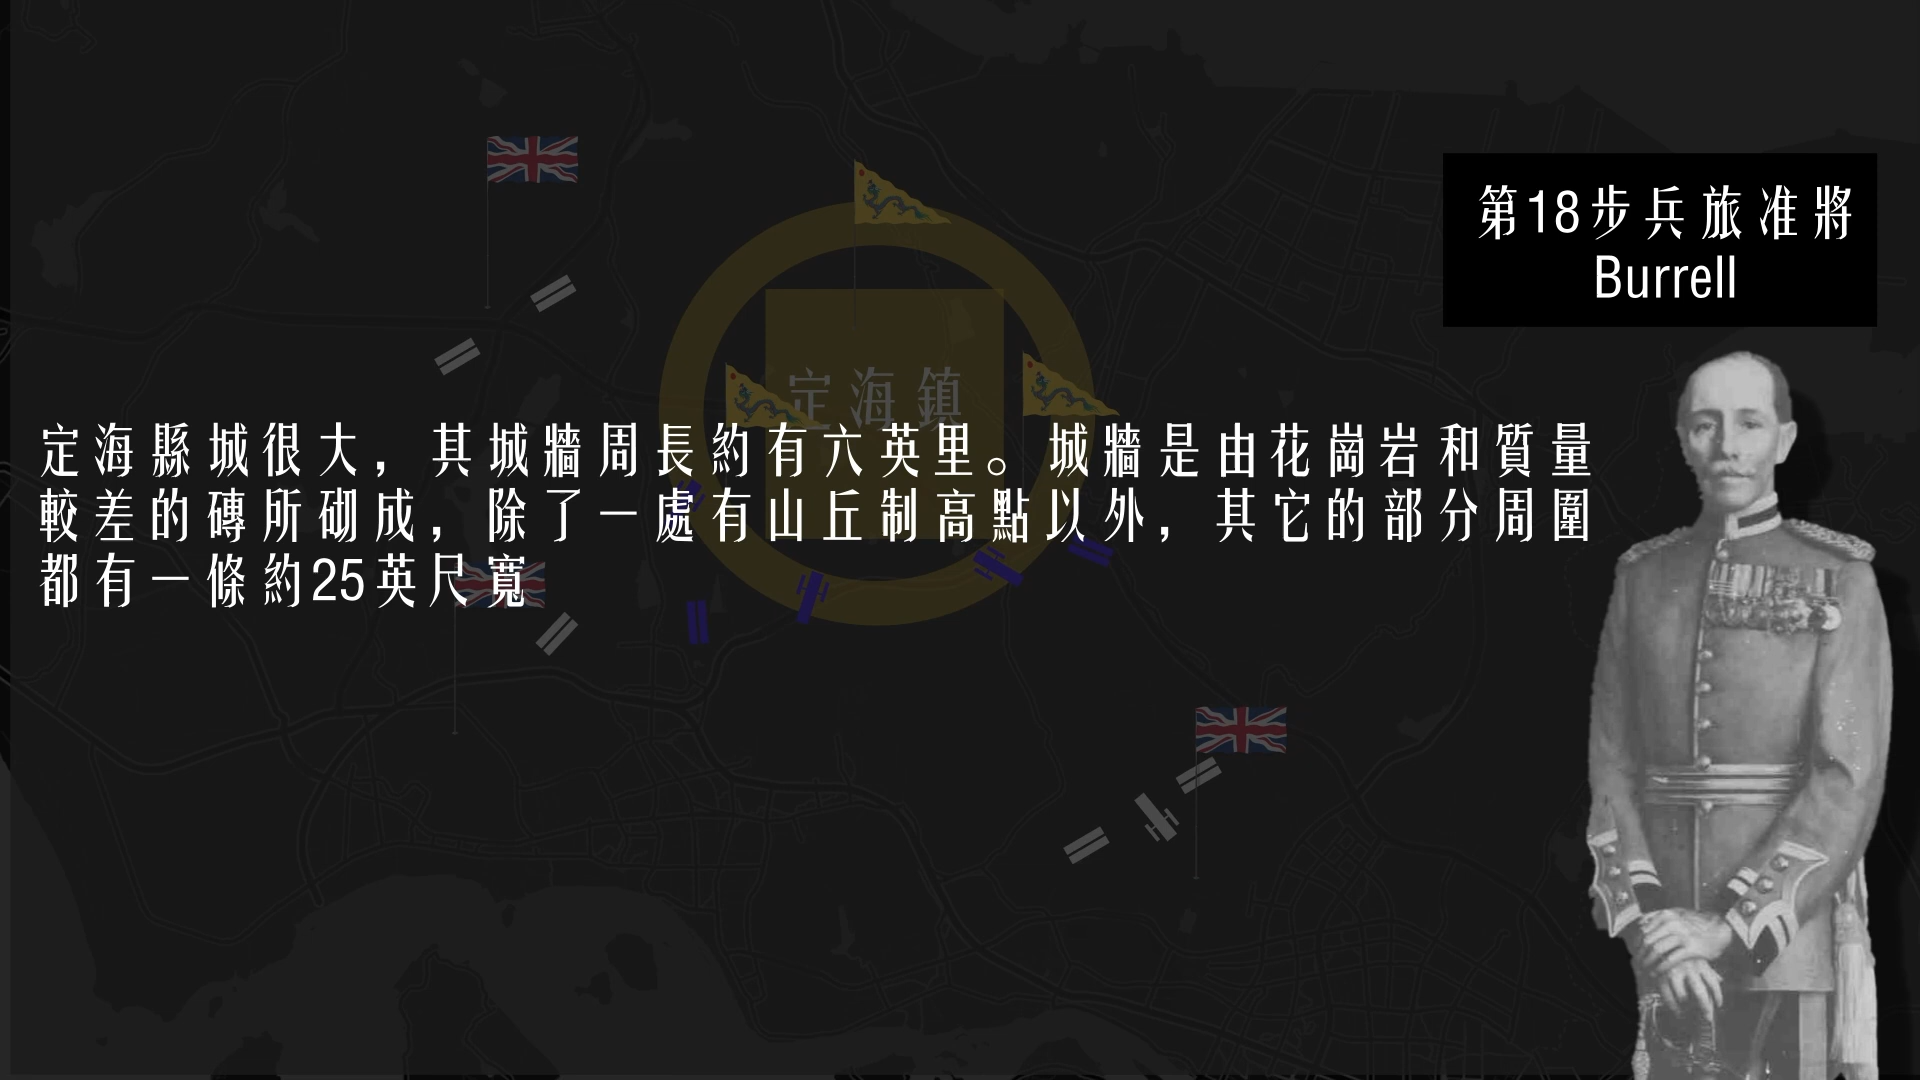 第18步兵旅准將
Burrell
定海鎮
定海縣城很大，其城牆周長約有六英里。城牆是由花崗岩和質量
較差的磚所砌成，除了一處有山丘制高點以外，其它的部分周圍
都有一條約25英尺寬